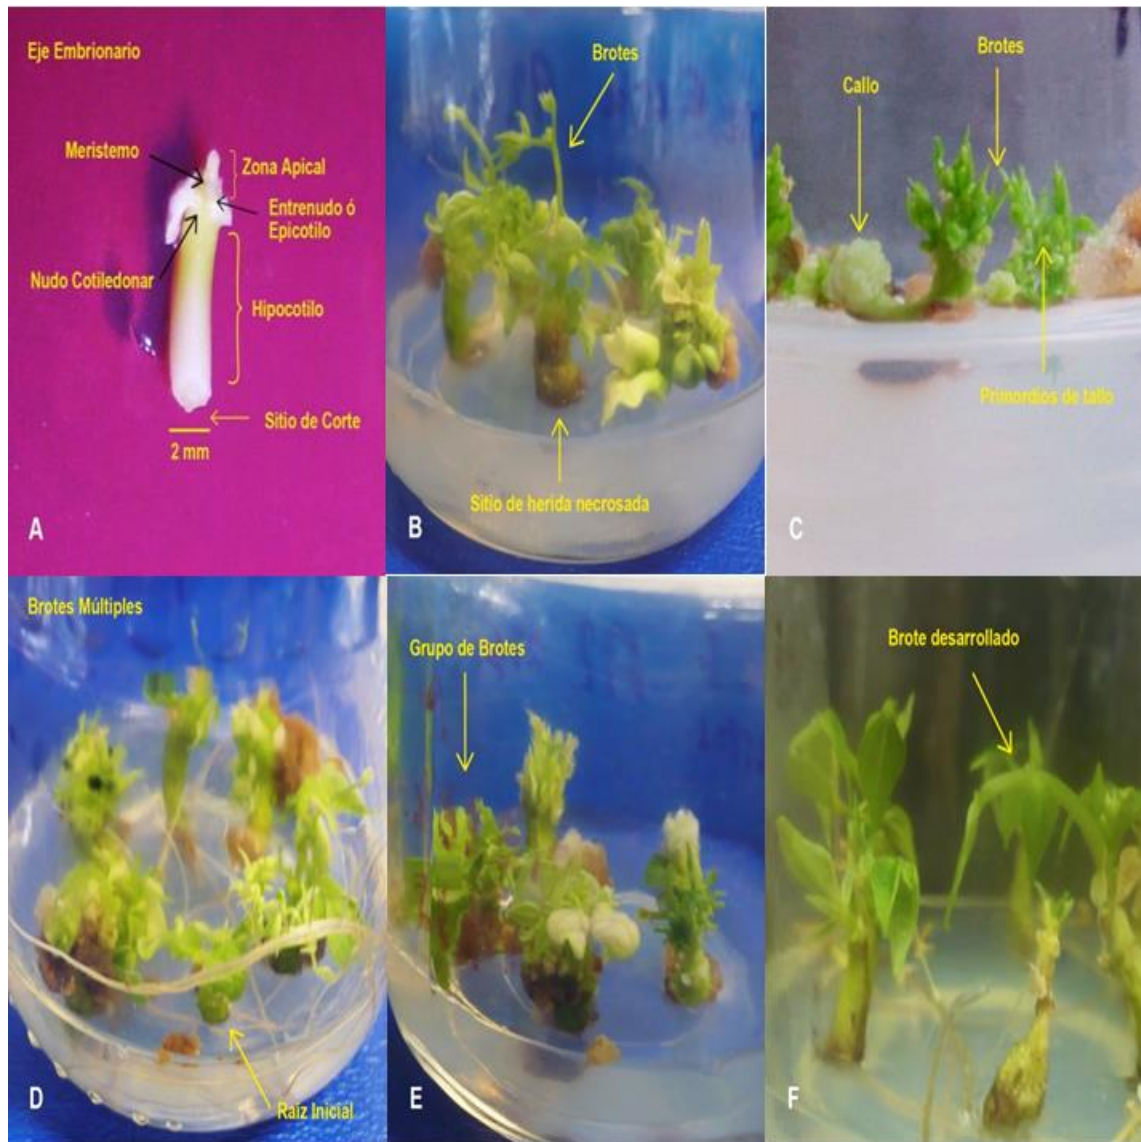 Eje Embrionario
Meristemo
Zona Apical
Entrenudo ó
Epicotilo
Nudo Cotiledonar
Hipocotilo
Sitio de Corte
2 mm
A
Brotes
Sitio de herida necrosada
B
Brotes
Callo
Primordios de tallo
C
Brotes Múltiples
Raiz Inicial
D
Grupo de Brotes
E
Brote desarrollado
F